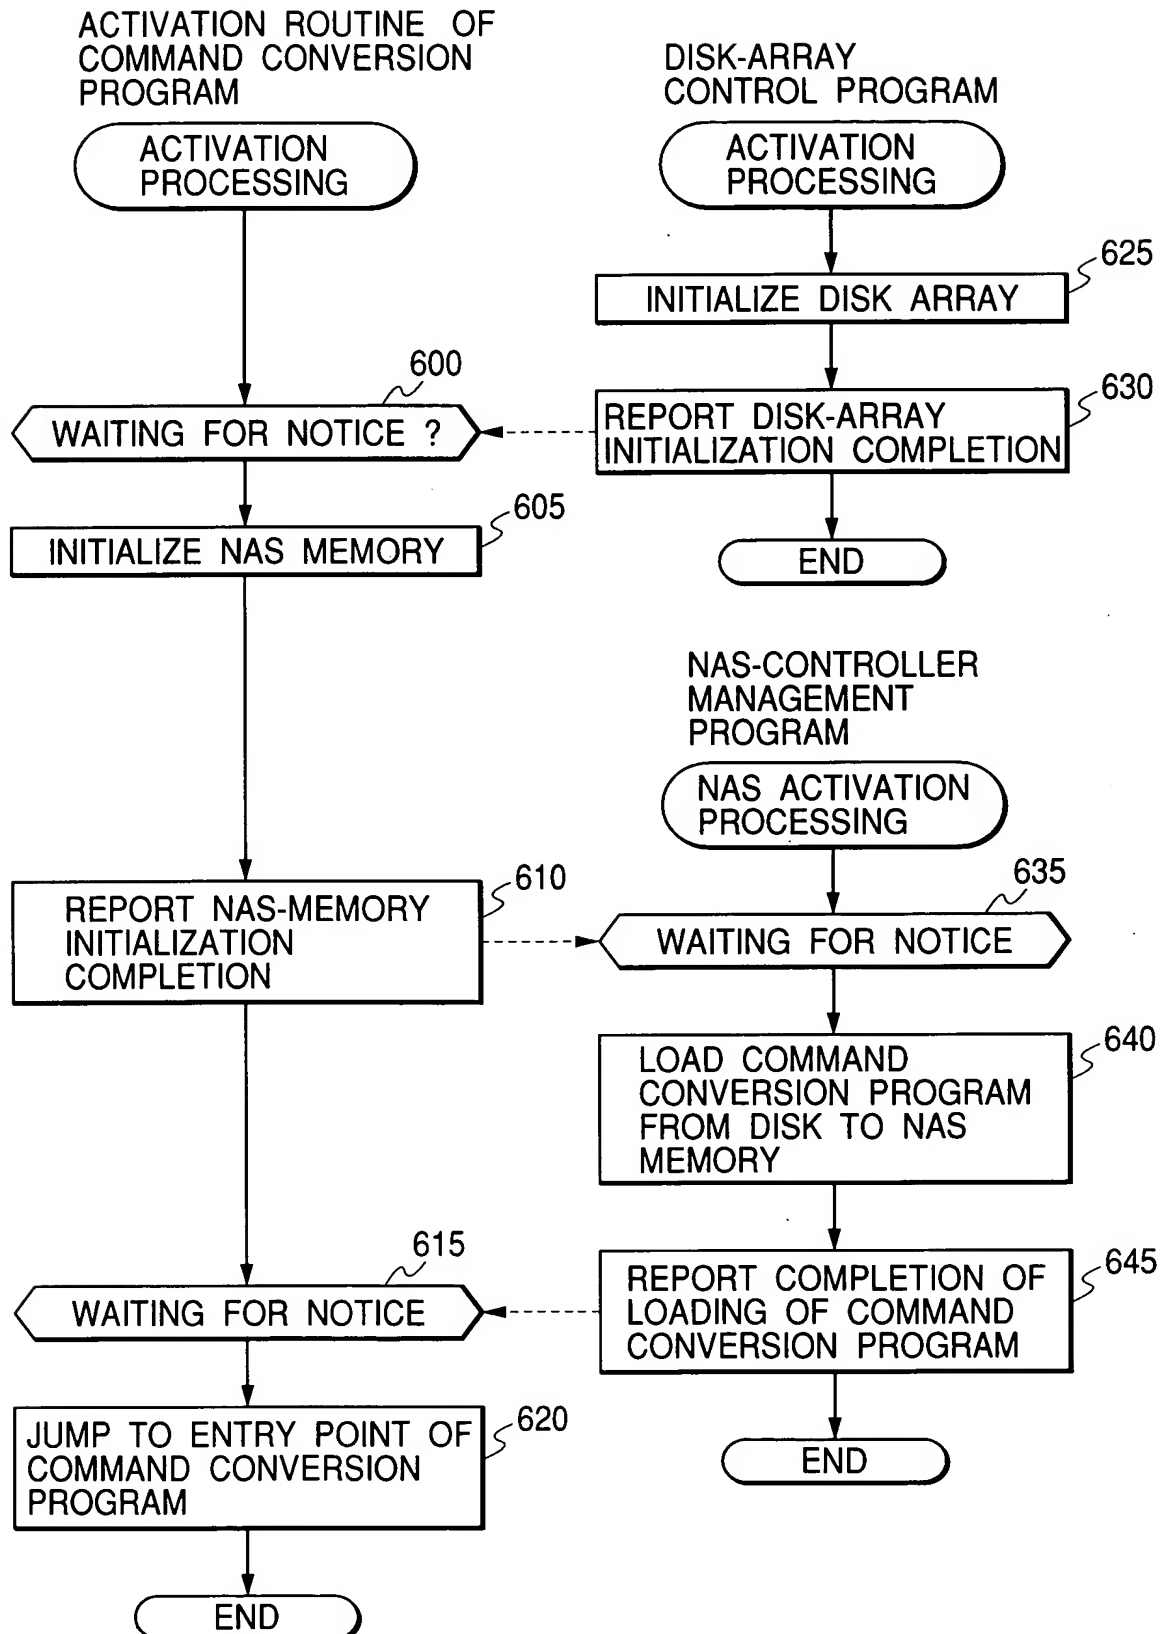 ACTIVATION ROUTINE OF
COMMAND CONVERSION
PROGRAM
ACTIVATION
PROCESSING
600
WAITING FOR NOTICE ?
605
INITIALIZE NAS MEMORY
610
REPORT NAS-MEMORY
INITIALIZATION
COMPLETION
615
WAITING FOR NOTICE
620
JUMP TO ENTRY POINT OF
COMMAND CONVERSION
PROGRAM
END
DISK-ARRAY
CONTROL PROGRAM
ACTIVATION
PROCESSING
625
INITIALIZE DISK ARRAY
630
REPORT DISK-ARRAY
INITIALIZATION COMPLETION
END
NAS-CONTROLLER
MANAGEMENT
PROGRAM
NAS ACTIVATION
PROCESSING
635
WAITING FOR NOTICE
640
LOAD COMMAND
CONVERSION PROGRAM
FROM DISK TO NAS
MEMORY
645
REPORT COMPLETION OF
LOADING OF COMMAND
CONVERSION PROGRAM
END